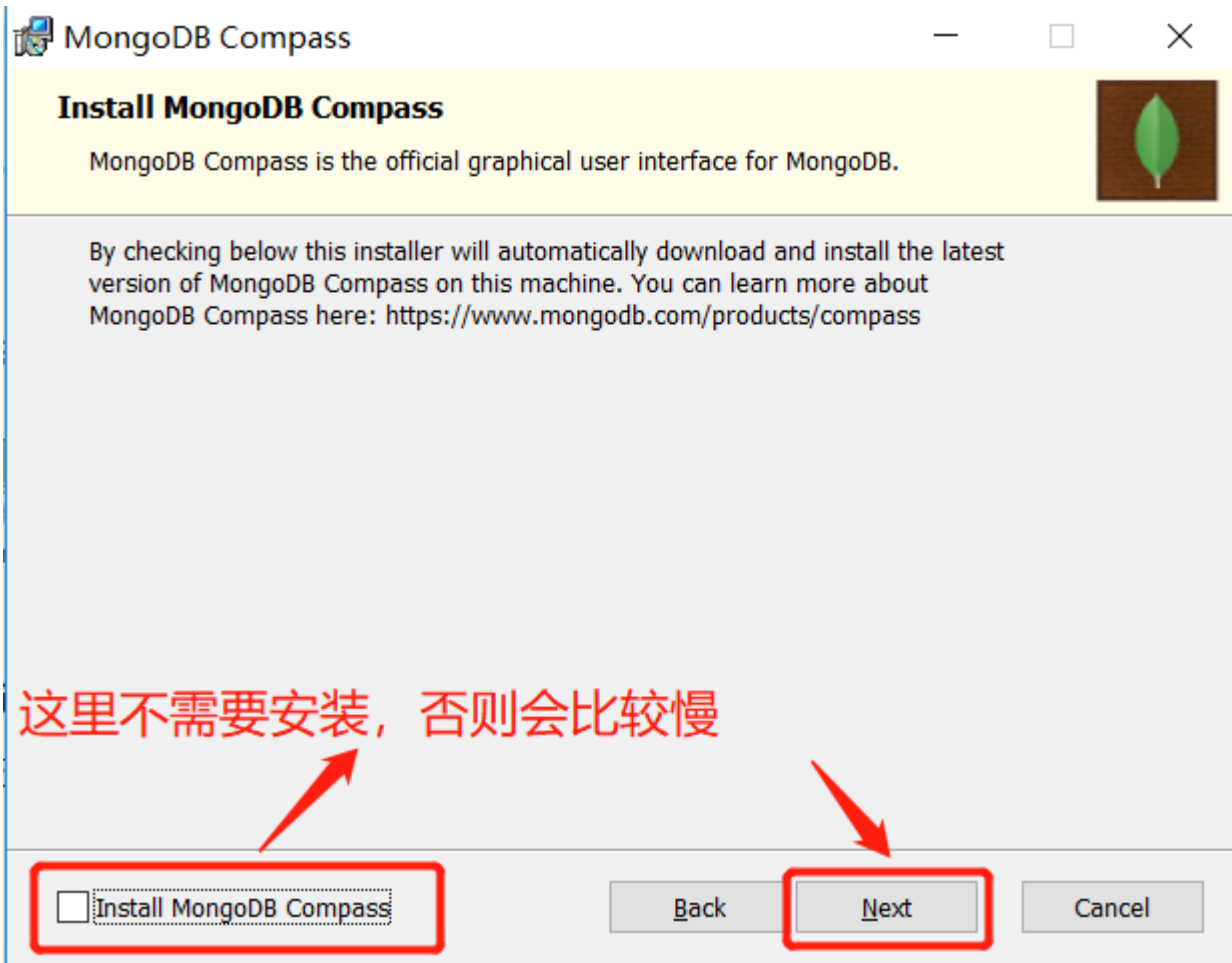 MongoDB Compass
Install MongoDB Compass
MongoDB Compass is the official graphical user interface for MongoDB.
By checking below this installer will automatically download and install the latest
version of MongoDB Compass on this machine. You can learn more about
MongoDB Compass here: https://www.mongodb.com/products/compass
这里不需要安装，否则会比较慢
Install MongoDB Compass
Back
Next
Cancel